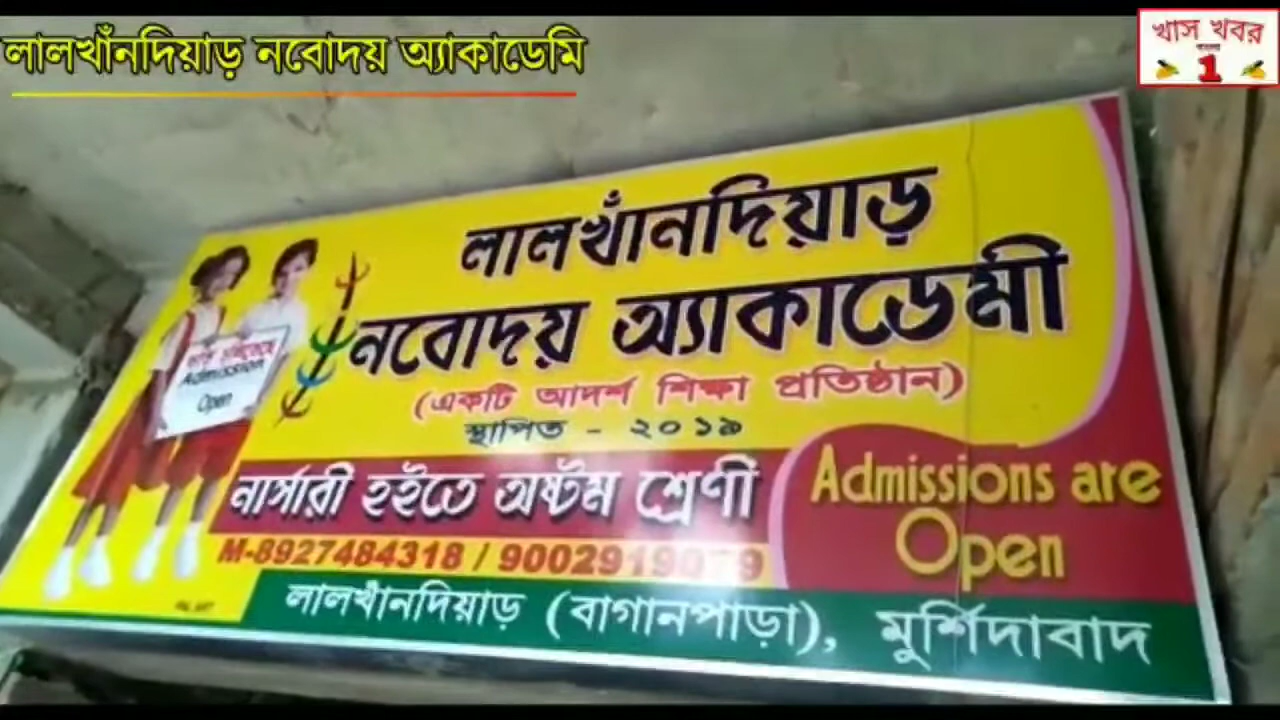 লালখাঁনদিয়াড় নবোদয় অ্যাকাডেমি
খাস খবর
বাংলা
1
লালখাঁনদিয়াড়
নবোদয় অ্যাকাডেমী
(একটি আদর্শ শিক্ষা প্রতিষ্ঠান)
স্থাপিত - ২০১৯
Admission
Open
নার্সারী হইতে অষ্টম শ্রেণী
Admissions are
Open
M-8927484318 /
লালখাঁনদিয়াড় (বাগানপাড়া), মুর্শিদাবাদ